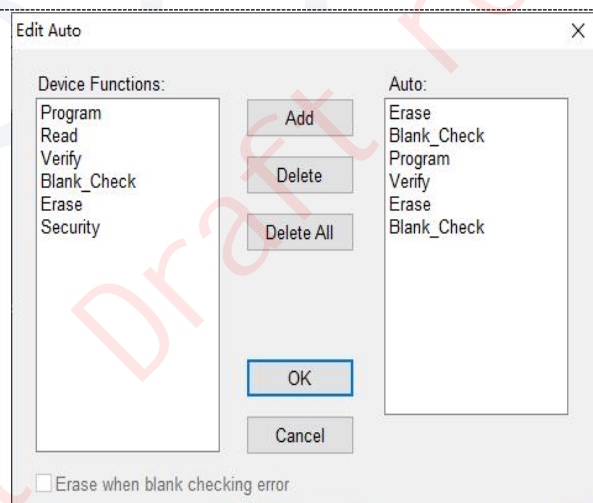 Edit Auto
Device Functions:
Program
Read
Verify
Blank_Check
Erase
Security
Add
Delete
Delete All
OK
Cancel
Auto:
Erase
Blank_Check
Program
Verify
Erase
Blank_Check
Erase when blank checking error
Draft